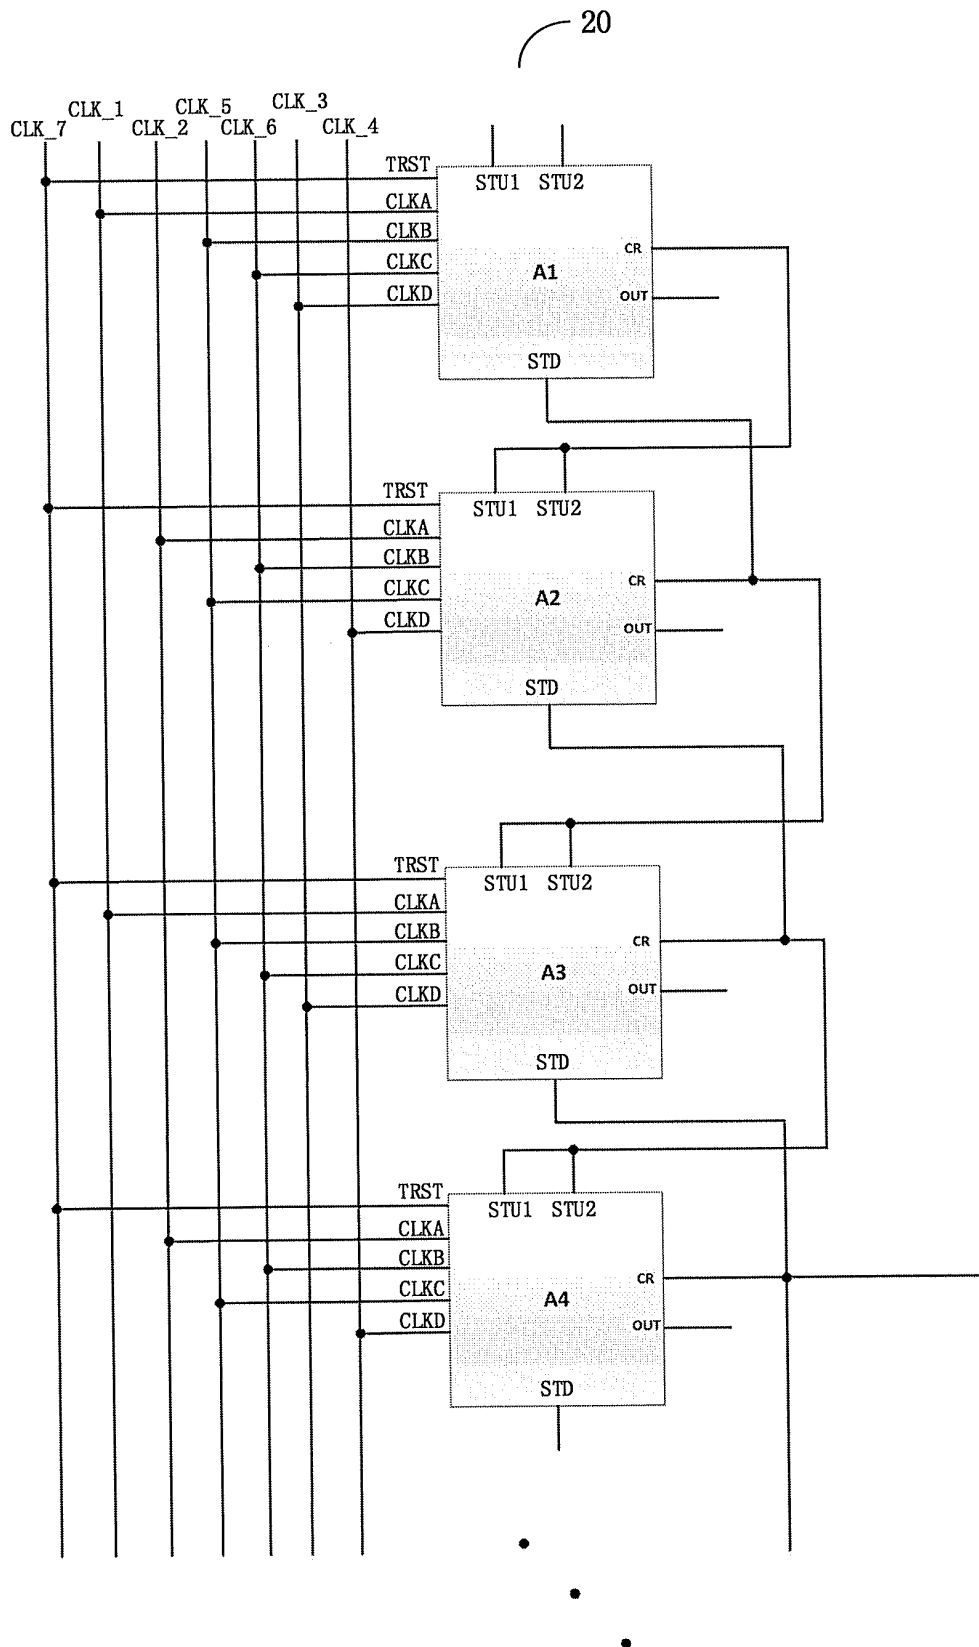 20
CLK_7 CLK_1 CLK_2 CLK_5 CLK_6 CLK_3 CLK_4
TRST
STU1 STU2
CLKA
CLKB
CR
CLKC
A1
CLKD
OUT
STD
TRST
STU1 STU2
CLKA
CLKB
CR
CLKC
A2
CLKD
OUT
STD
TRST
STU1 STU2
CLKA
CLKB
CR
CLKC
A3
CLKD
OUT
STD
TRST
STU1 STU2
CLKA
CLKB
CR
CLKC
A4
CLKD
OUT
STD